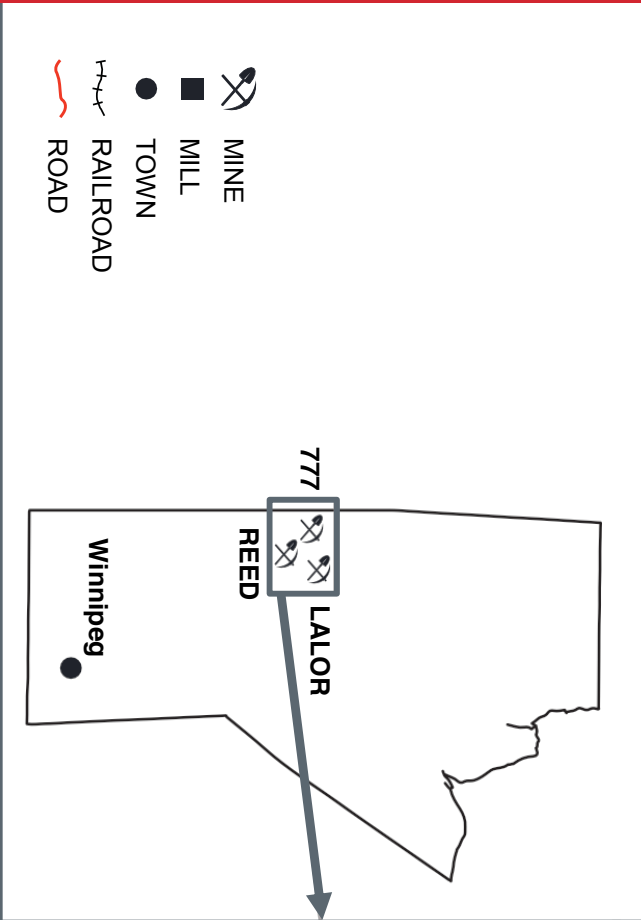 MINE
MILL
TOWN
RAILROAD
ROAD
777
LALOR
REED
Winnipeg